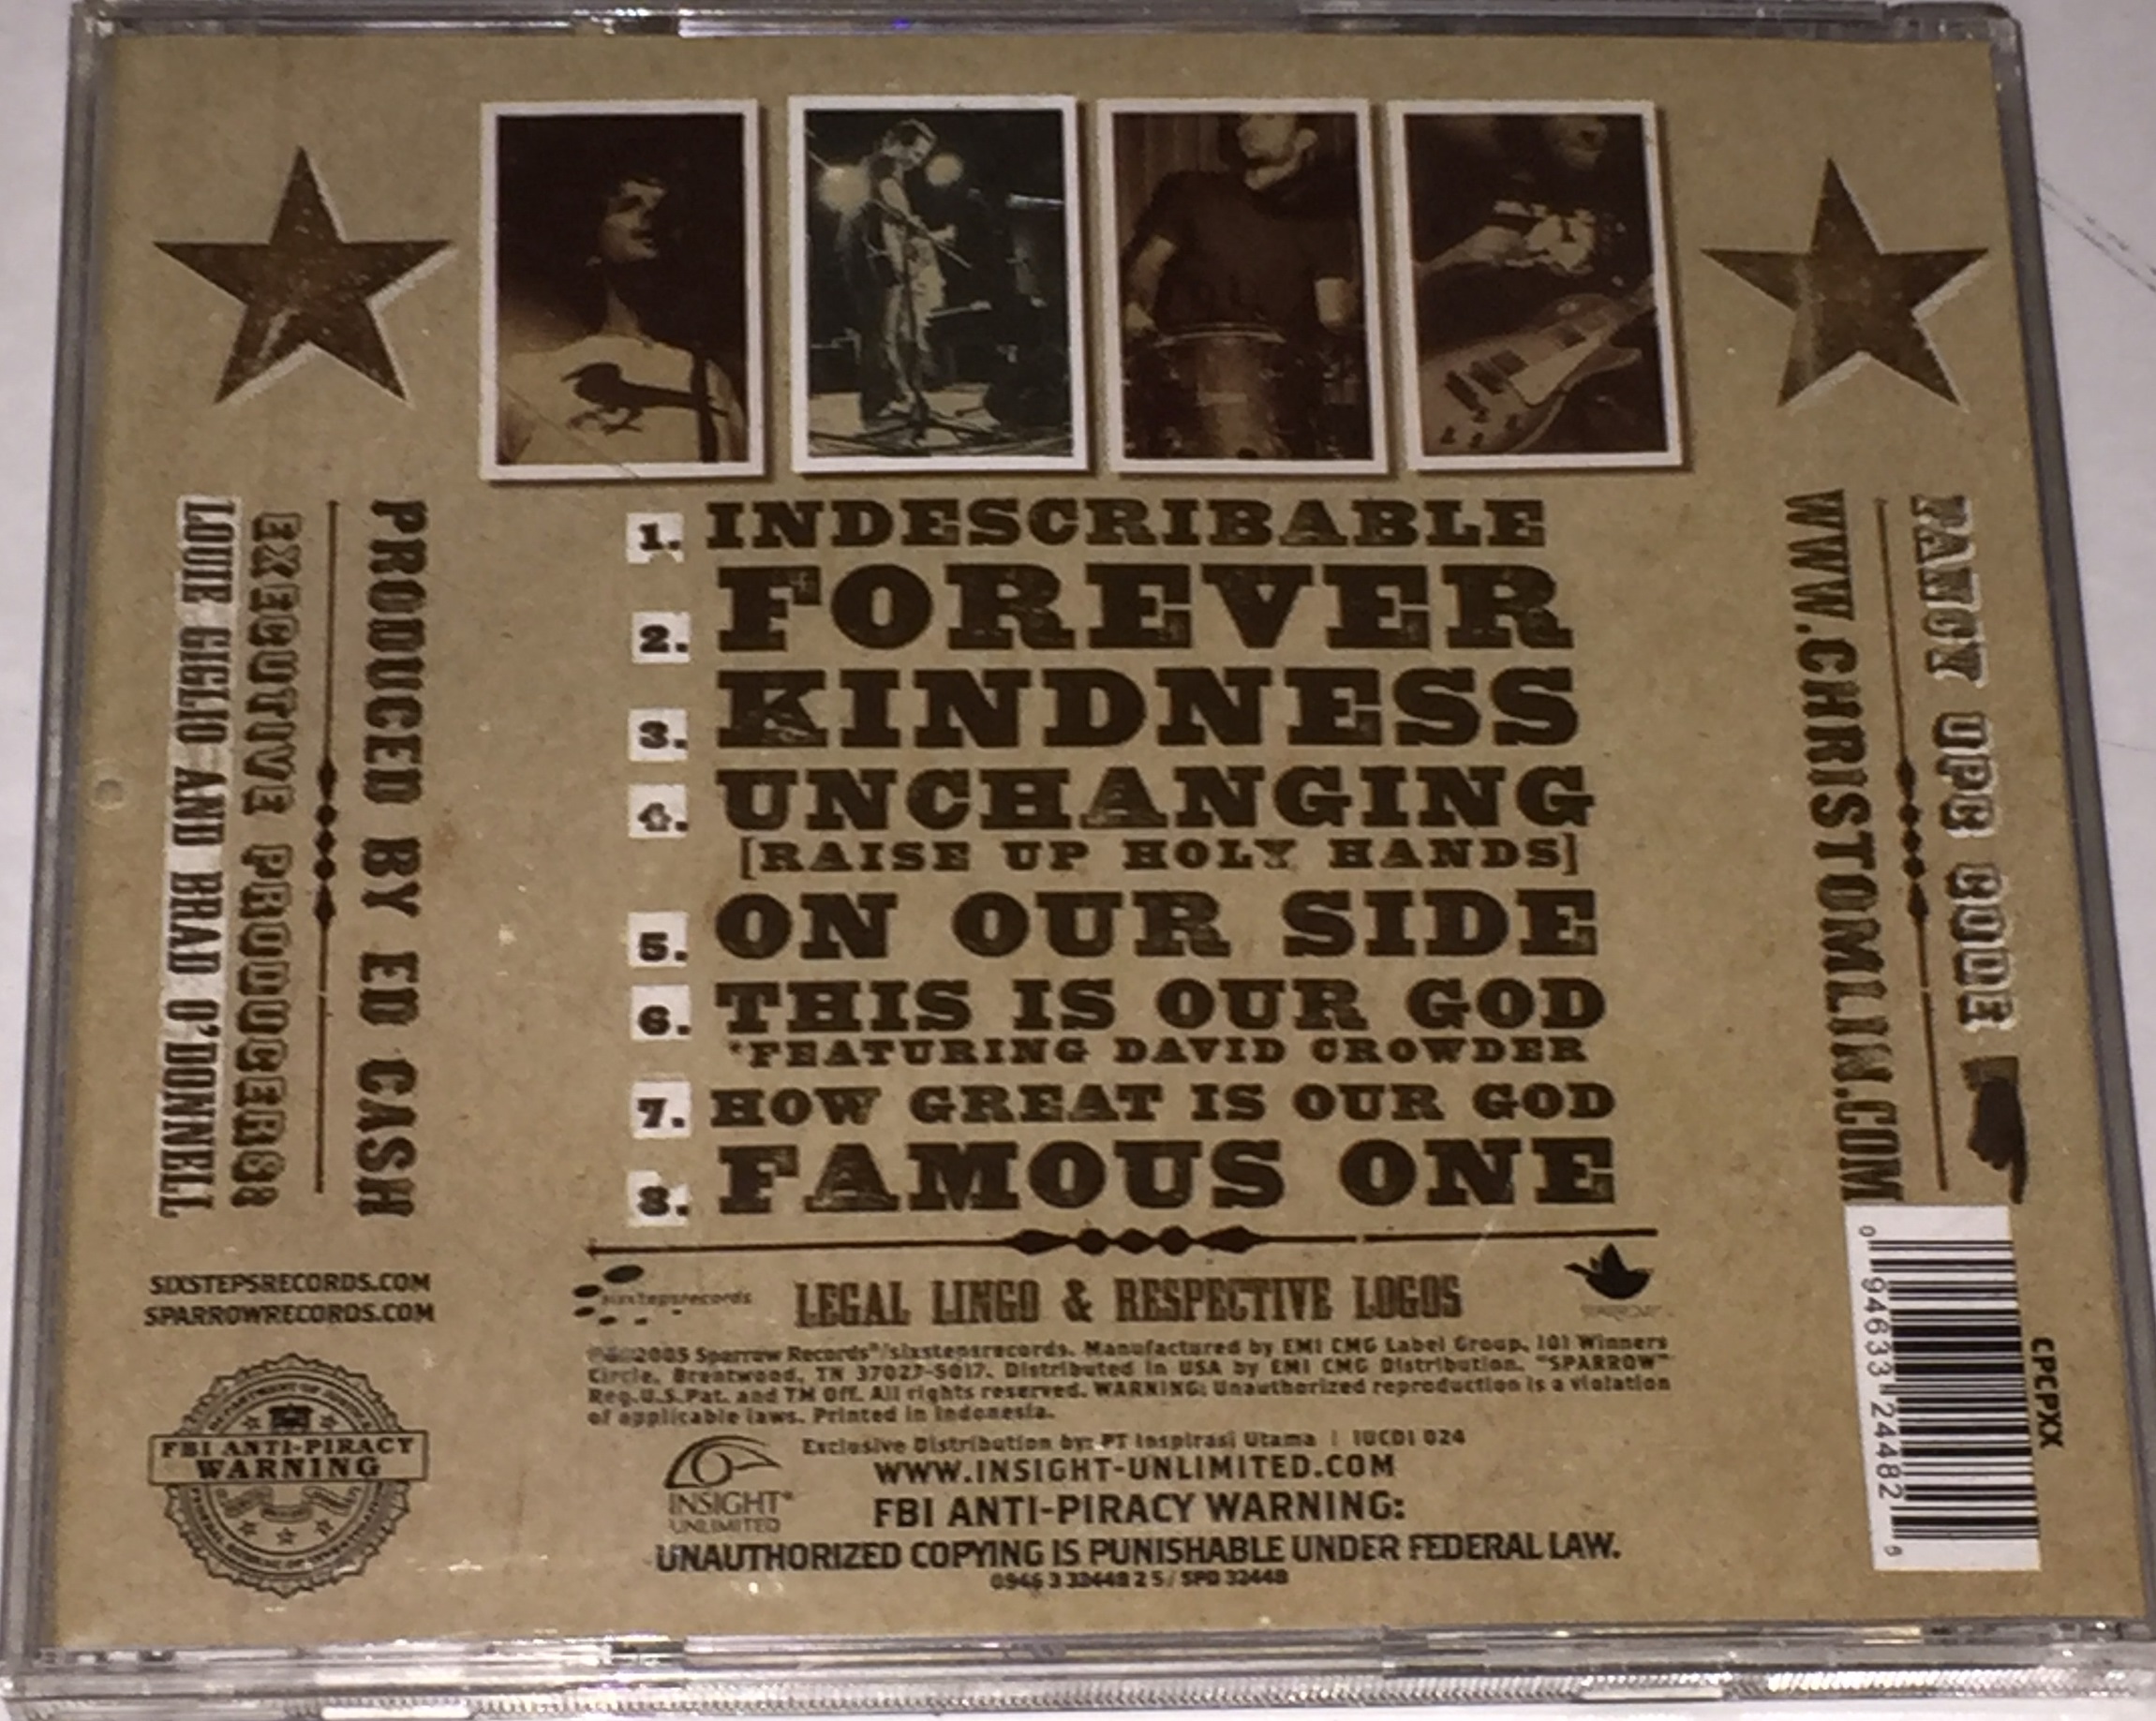 1. INDESCRIBABLE
2. FOREVER
3. KINDNESS
4. UNCHANGING
[RAISE UP HOLY HANDS]
5. ON OUR SIDE
6. THIS IS OUR GOD
*FEATURING DAVID CROWDER
7. HOW GREAT IS OUR GOD
8. FAMOUS ONE
PRODUCED BY ED CASH
EXECUTIVE PRODUCERS:
LOUIE GIGLIO AND BRAD O'DONNELL
FANCY UPC CODE
WWW.CHRISTOMLIN.COM
SIXSTEPSRECORDS.COM
SPARROWRECORDS.COM
FBI ANTI-PIRACY
WARNING
sixstepsrecords
LEGAL LINGO & RESPECTIVE LOGOS
SPARROW
2005 Sparrow Records®/sixstepsrecords. Manufactured by EMI CMG Label Group, 101 Winners
Circle, Brentwood, TN 37027-5017. Distributed in USA by EMI CMG Distribution. "SPARROW"
Reg.U.S.Pat. and TM Off. All rights reserved. WARNING: Unauthorized reproduction is a violation
of applicable laws. Printed in Indonesia.
Exclusive Distribution by: PT Inspirasi Utama | IUCDI 024
WWW.INSIGHT-UNLIMITED.COM
INSIGHT®
UNLIMITED
FBI ANTI-PIRACY WARNING:
UNAUTHORIZED COPYING IS PUNISHABLE UNDER FEDERAL LAW.
0946 3 32448 2 5 / SPD 32448
CPCPXX
0 94633 24482